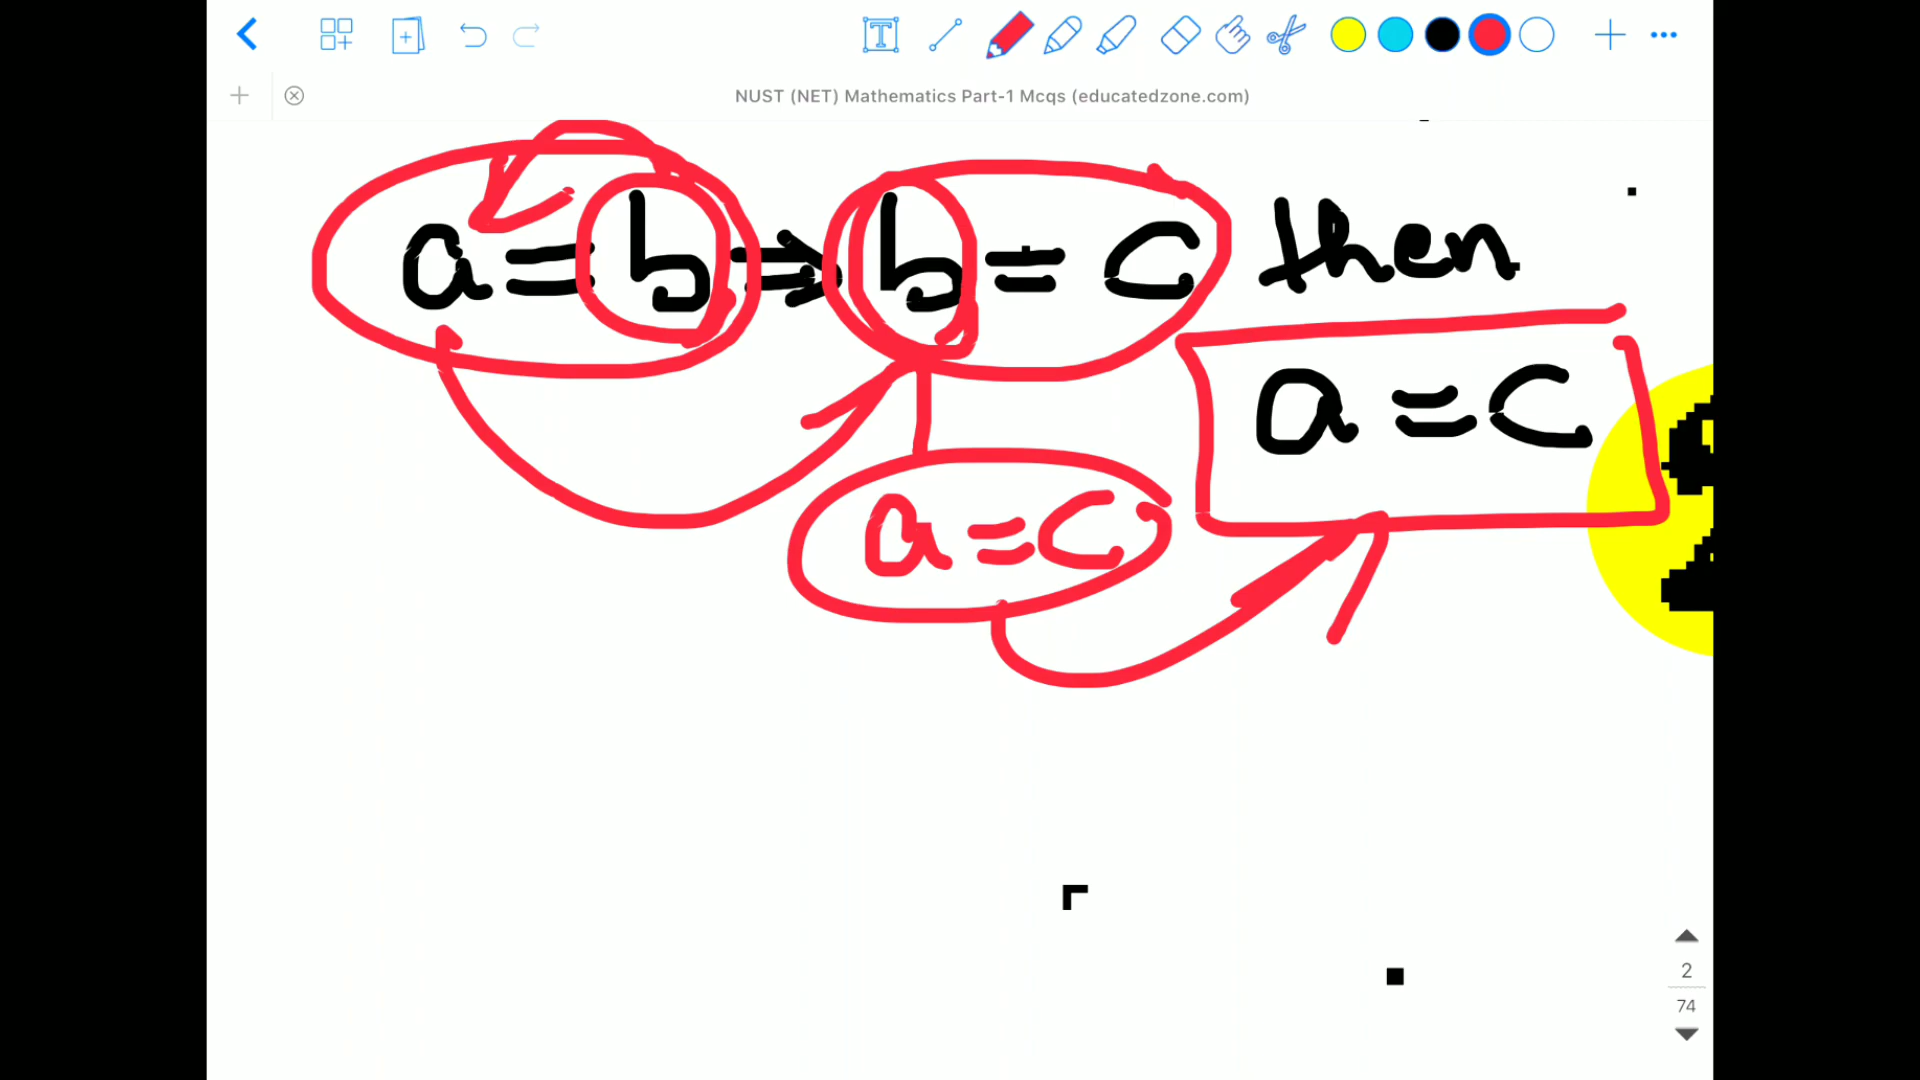 NUST (NET) Mathematics Part-1 Mcqs (educatedzone.com)
a = b ⇒ b = c then
a = c
a = c
2
74